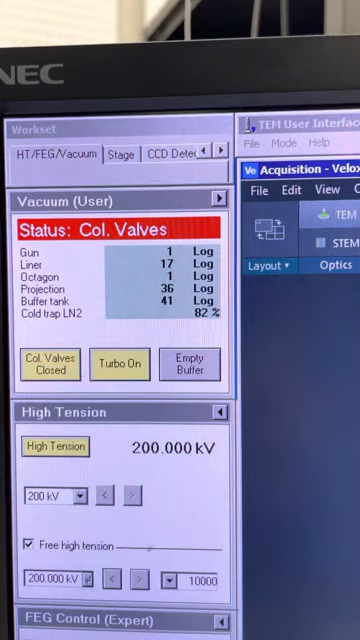 NEC
Workset
HT/FEG/Vacuum Stage CCD Detec
Vacuum (User)
Status: Col. Valves
Gun 1 Log
Liner 17 Log
Octagon 1 Log
Projection 36 Log
Buffer tank 41 Log
Cold trap LN2 82 %
Col. Valves
Closed
Turbo On
Empty
Buffer
High Tension
High Tension 200.000 kV
200 kV < >
Free high tension
200.000 kV < > 10000
FEG Control (Expert)
TEM User Interface
File Mode Help
Ve Acquisition - Velox
File Edit View
TEM
STEM
Layout Optics